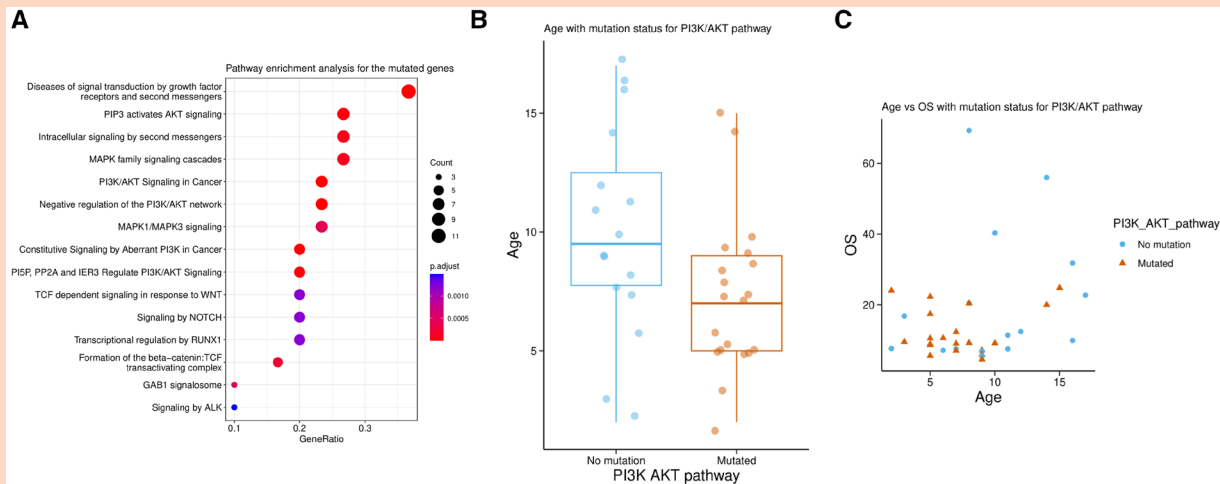 A
Pathway enrichment analysis for the mutated genes
Diseases of signal transduction by growth factor
receptors and second messengers
PIP3 activates AKT signaling
Intracellular signaling by second messengers
MAPK family signaling cascades
PI3K/AKT Signaling in Cancer
Negative regulation of the PI3K/AKT network
MAPK1/MAPK3 signaling
Constitutive Signaling by Aberrant PI3K in Cancer
PI5P, PP2A and IER3 Regulate PI3K/AKT Signaling
TCF dependent signaling in response to WNT
Signaling by NOTCH
Transcriptional regulation by RUNX1
Formation of the beta-catenin:TCF
transactivating complex
GAB1 signalosome
Signaling by ALK
0.1 0.2 0.3
GeneRatio
Count
3
5
7
9
11
p.adjust
0.0010
0.0005
B
Age with mutation status for PI3K/AKT pathway
Age
15
10
5
No mutation Mutated
PI3K AKT pathway
C
Age vs OS with mutation status for PI3K/AKT pathway
OS
60
40
20
5 10 15
Age
PI3K_AKT_pathway
No mutation
Mutated